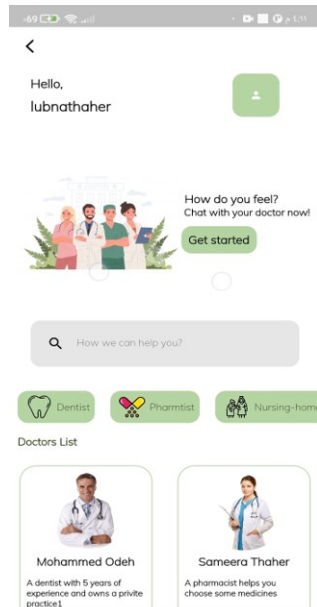 69
Hello,
lubnathaher
How do you feel?
Chat with your doctor now!
Get started
How we can help you?
Dentist
Pharmtist
Nursing-home
Doctors List
Mohammed Odeh
A dentist with 5 years of
experience and owns a privite
practice1
Sameera Thaher
A pharmacist helps you
choose some medicines